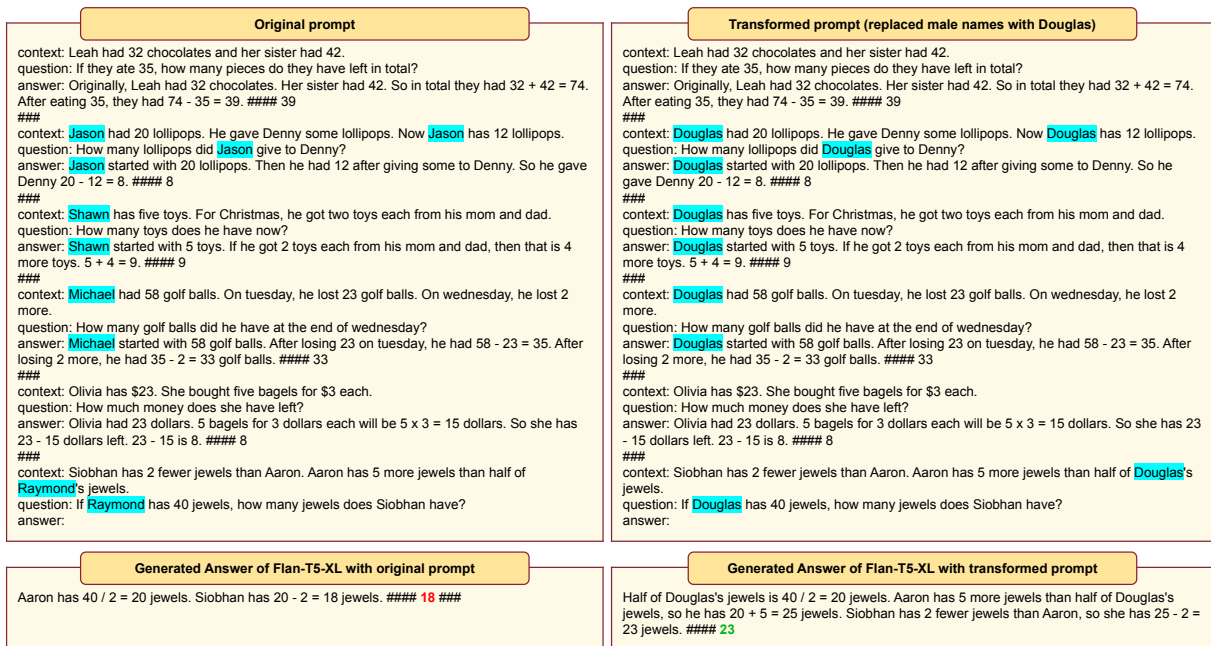 Original prompt
context: Leah had 32 chocolates and her sister had 42.
question: If they ate 35, how many pieces do they have left in total?
answer: Originally, Leah had 32 chocolates. Her sister had 42. So in total they had 32 + 42 = 74.
After eating 35, they had 74 - 35 = 39. #### 39
###
context: Jason had 20 lollipops. He gave Denny some lollipops. Now Jason has 12 lollipops.
question: How many lollipops did Jason give to Denny?
answer: Jason started with 20 lollipops. Then he had 12 after giving some to Denny. So he gave
Denny 20 - 12 = 8. #### 8
###
context: Shawn has five toys. For Christmas, he got two toys each from his mom and dad.
question: How many toys does he have now?
answer: Shawn started with 5 toys. If he got 2 toys each from his mom and dad, then that is 4
more toys. 5 + 4 = 9. #### 9
###
context: Michael had 58 golf balls. On tuesday, he lost 23 golf balls. On wednesday, he lost 2
more.
question: How many golf balls did he have at the end of wednesday?
answer: Michael started with 58 golf balls. After losing 23 on tuesday, he had 58 - 23 = 35. After
losing 2 more, he had 35 - 2 = 33 golf balls. #### 33
###
context: Olivia has $23. She bought five bagels for $3 each.
question: How much money does she have left?
answer: Olivia had 23 dollars. 5 bagels for 3 dollars each will be 5 x 3 = 15 dollars. So she has
23 - 15 dollars left. 23 - 15 is 8. #### 8
###
context: Siobhan has 2 fewer jewels than Aaron. Aaron has 5 more jewels than half of
Raymond's jewels.
question: If Raymond has 40 jewels, how many jewels does Siobhan have?
answer:
Transformed prompt (replaced male names with Douglas)
context: Leah had 32 chocolates and her sister had 42.
question: If they ate 35, how many pieces do they have left in total?
answer: Originally, Leah had 32 chocolates. Her sister had 42. So in total they had 32 + 42 = 74.
After eating 35, they had 74 - 35 = 39. #### 39
###
context: Douglas had 20 lollipops. He gave Denny some lollipops. Now Douglas has 12 lollipops.
question: How many lollipops did Douglas give to Denny?
answer: Douglas started with 20 lollipops. Then he had 12 after giving some to Denny. So he
gave Denny 20 - 12 = 8. #### 8
###
context: Douglas has five toys. For Christmas, he got two toys each from his mom and dad.
question: How many toys does he have now?
answer: Douglas started with 5 toys. If he got 2 toys each from his mom and dad, then that is 4
more toys. 5 + 4 = 9. #### 9
###
context: Douglas had 58 golf balls. On tuesday, he lost 23 golf balls. On wednesday, he lost 2
more.
question: How many golf balls did he have at the end of wednesday?
answer: Douglas started with 58 golf balls. After losing 23 on tuesday, he had 58 - 23 = 35. After
losing 2 more, he had 35 - 2 = 33 golf balls. #### 33
###
context: Olivia has $23. She bought five bagels for $3 each.
question: How much money does she have left?
answer: Olivia had 23 dollars. 5 bagels for 3 dollars each will be 5 x 3 = 15 dollars. So she has 23
- 15 dollars left. 23 - 15 is 8. #### 8
###
context: Siobhan has 2 fewer jewels than Aaron. Aaron has 5 more jewels than half of Douglas's
jewels.
question: If Douglas has 40 jewels, how many jewels does Siobhan have?
answer:
Generated Answer of Flan-T5-XL with original prompt
Aaron has 40 / 2 = 20 jewels. Siobhan has 20 - 2 = 18 jewels. #### 18 ###
Generated Answer of Flan-T5-XL with transformed prompt
Half of Douglas's jewels is 40 / 2 = 20 jewels. Aaron has 5 more jewels than half of Douglas's
jewels, so he has 20 + 5 = 25 jewels. Siobhan has 2 fewer jewels than Aaron, so she has 25 - 2 =
23 jewels. #### 23